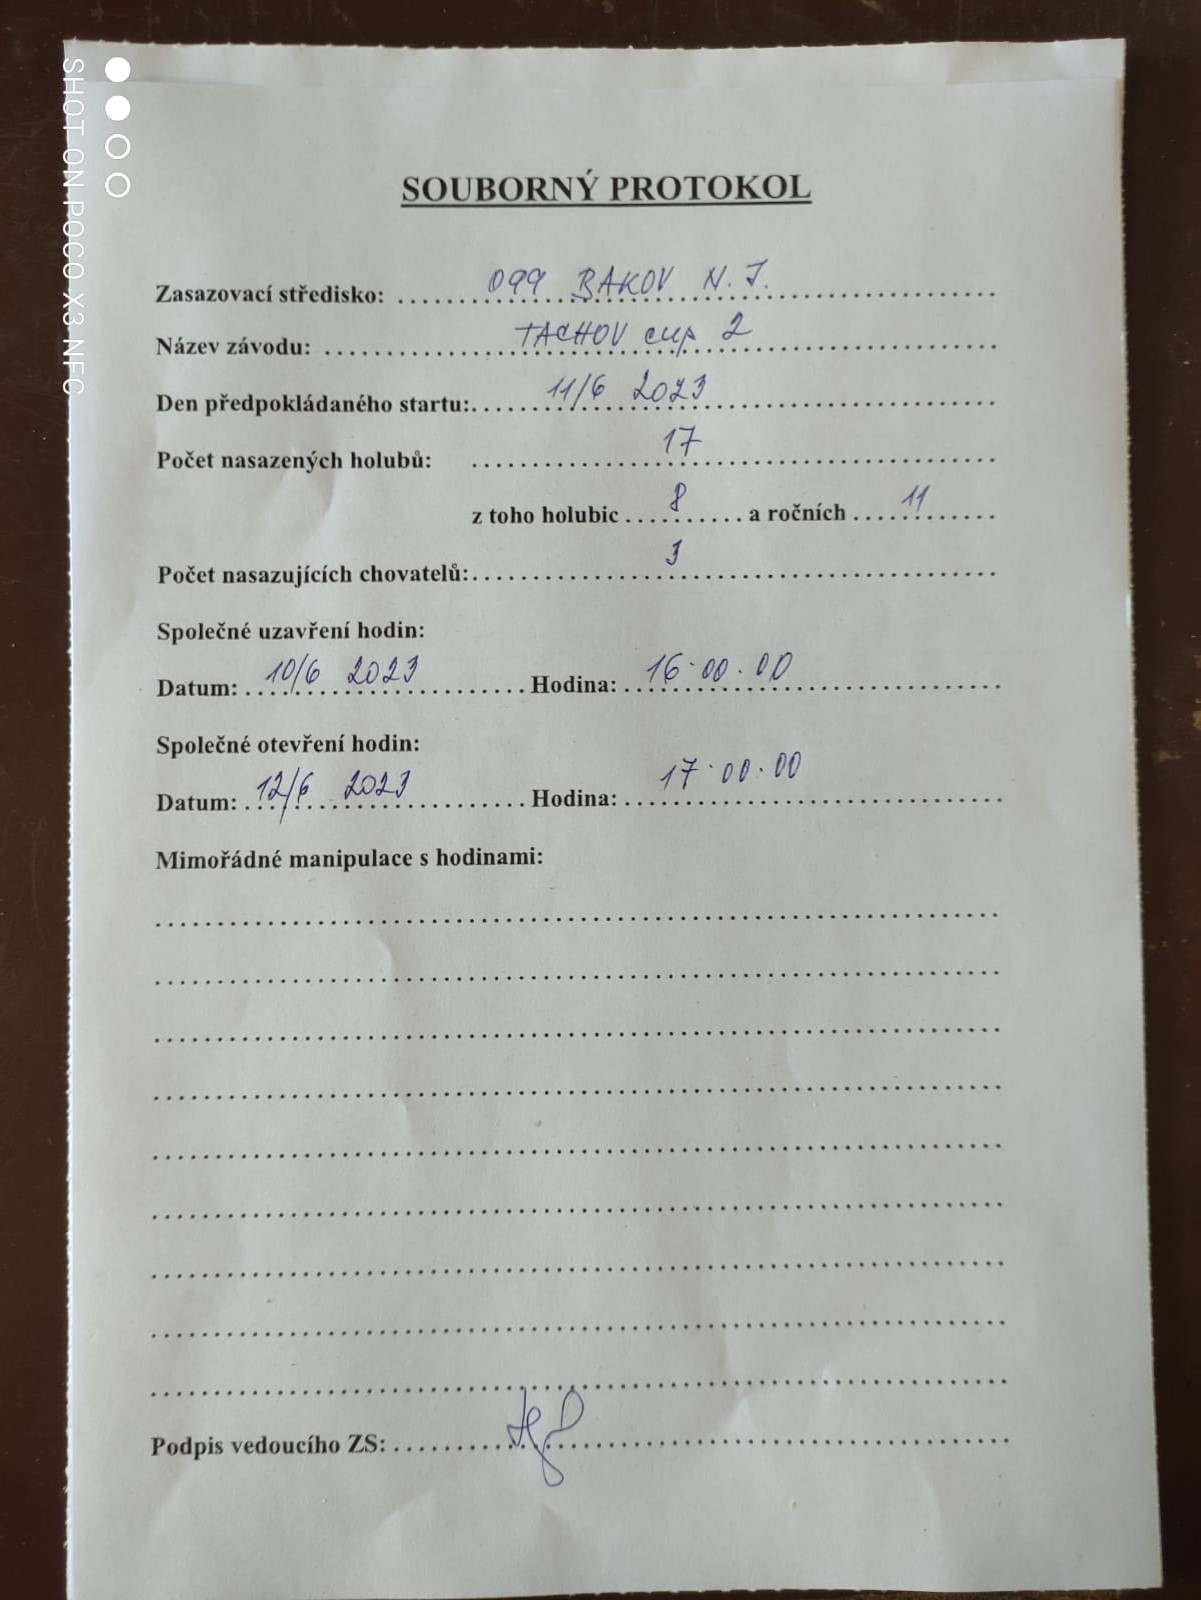 SHOT ON POCO X3 NFC
SOUBORNÝ PROTOKOL
Zasazovací středisko: 099 BAKOV N. J.
Název závodu: TACHOV cup 2
Den předpokládaného startu: 11/6 2023
Počet nasazených holubů: 17
z toho holubic 8 a ročních 11
Počet nasazujících chovatelů: 3
Společné uzavření hodin:
Datum: 10/6 2023 Hodina: 16.00.00
Společné otevření hodin:
Datum: 12/6 2023 Hodina: 17.00.00
Mimořádné manipulace s hodinami:
Podpis vedoucího ZS: